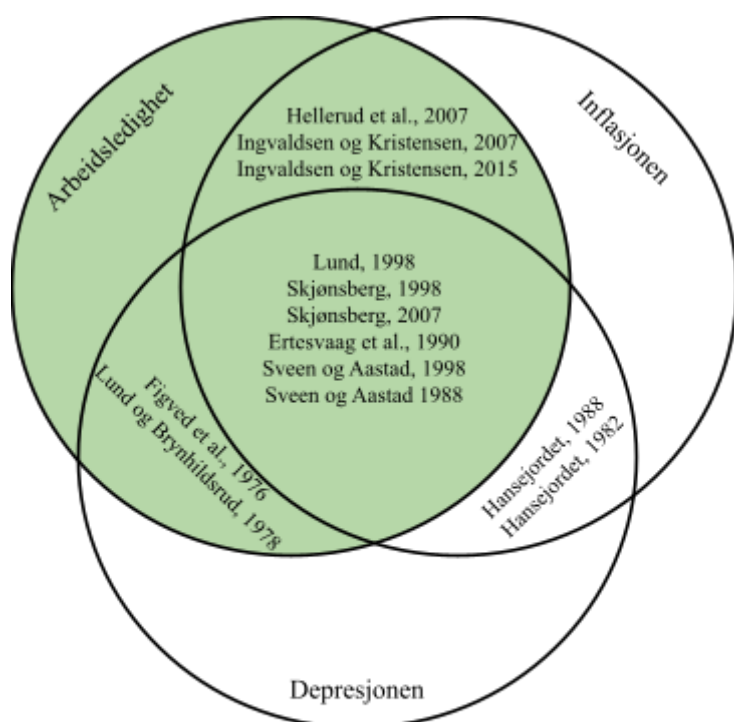 Arbeidsledighet
Inflasjonen
Hellerud et al., 2007
Ingvaldsen og Kristensen, 2007
Ingvaldsen og Kristensen, 2015
Lund, 1998
Skjønsberg, 1998
Skjønsberg, 2007
Ertesvaag et al., 1990
Sveen og Aastad, 1998
Sveen og Aastad 1988
Figved et al., 1976
Lund og Brynhildsrud, 1978
Hansejordet, 1988
Hansejordet, 1982
Depresjonen